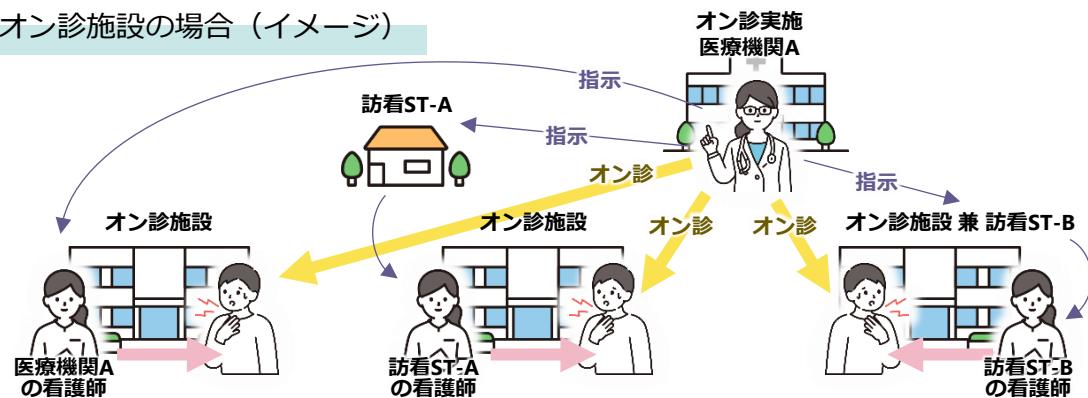 オン診施設の場合（イメージ）
オン診実施
医療機関A
指示
訪看ST-A
指示
オン診
指示
オン診施設
オン診施設
オン診
オン診
オン診施設 兼 訪看ST-B
医療機関A
の看護師
訪看ST-A
の看護師
訪看ST-B
の看護師